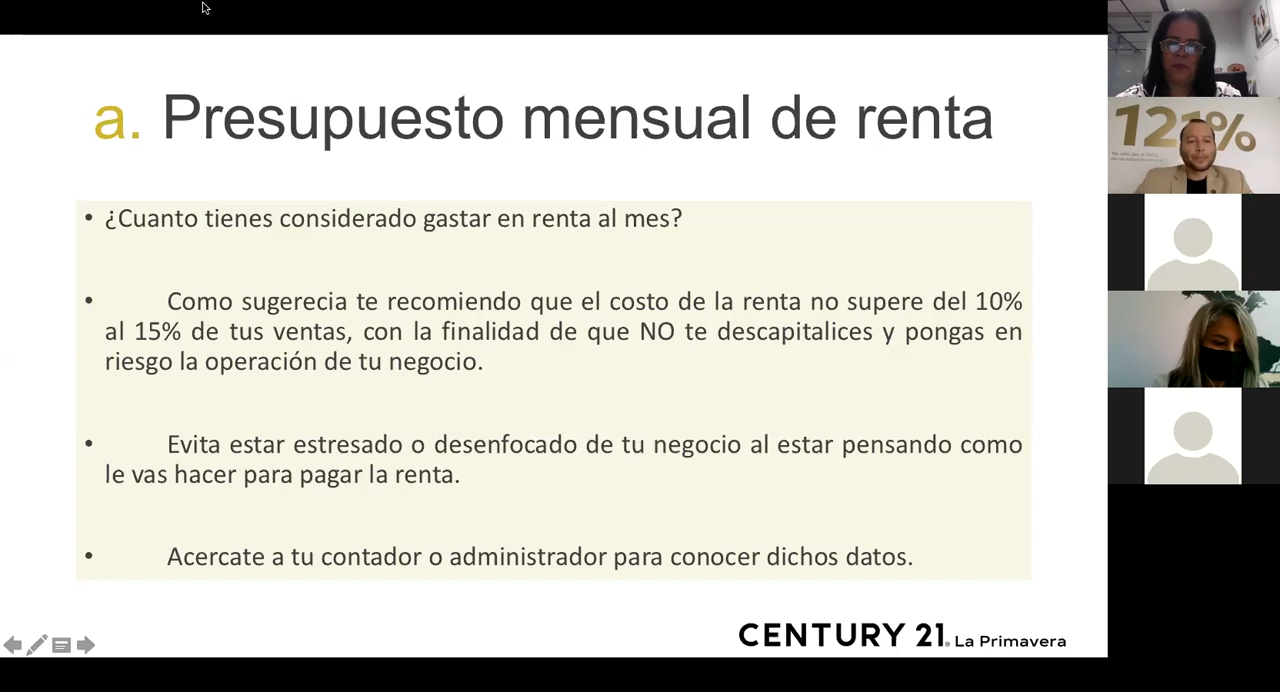 a. Presupuesto mensual de renta
• ¿Cuanto tienes considerado gastar en renta al mes?
• Como sugerecia te recomiendo que el costo de la renta no supere del 10%
al 15% de tus ventas, con la finalidad de que NO te descapitalices y pongas en
riesgo la operación de tu negocio.
• Evita estar estresado o desenfocado de tu negocio al estar pensando como
le vas hacer para pagar la renta.
• Acercate a tu contador o administrador para conocer dichos datos.
CENTURY 21® La Primavera
121%